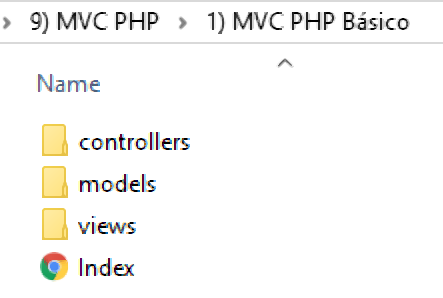 › 9) MVC PHP › 1) MVC PHP Básico
Name
controllers
models
views
Index